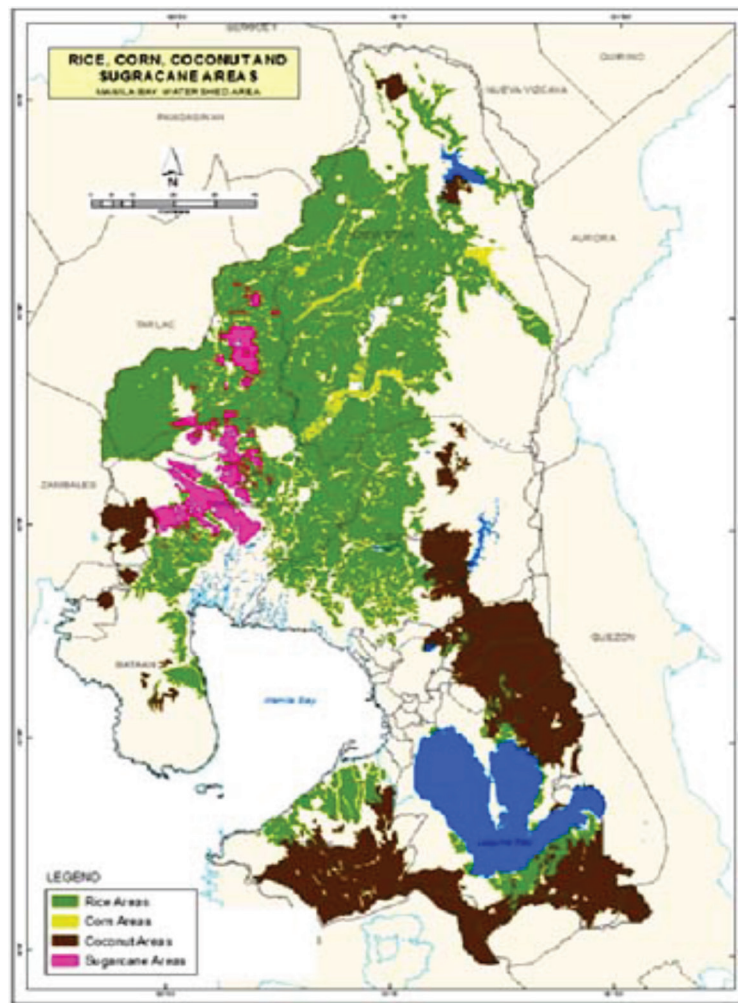 RICE, CORN, COCONUT AND
SUGRACANE AREAS
MANILA BAY WATERSHED AREA
NUEVA VIZCAYA
QUIRINO
PANGASINAN
N
AURORA
TARLAC
ZAMBALES
QUEZON
BATAAN
Manila Bay
Laguna Bay
LEGEND
Rice Areas
Corn Areas
Coconut Areas
Sugarcane Areas